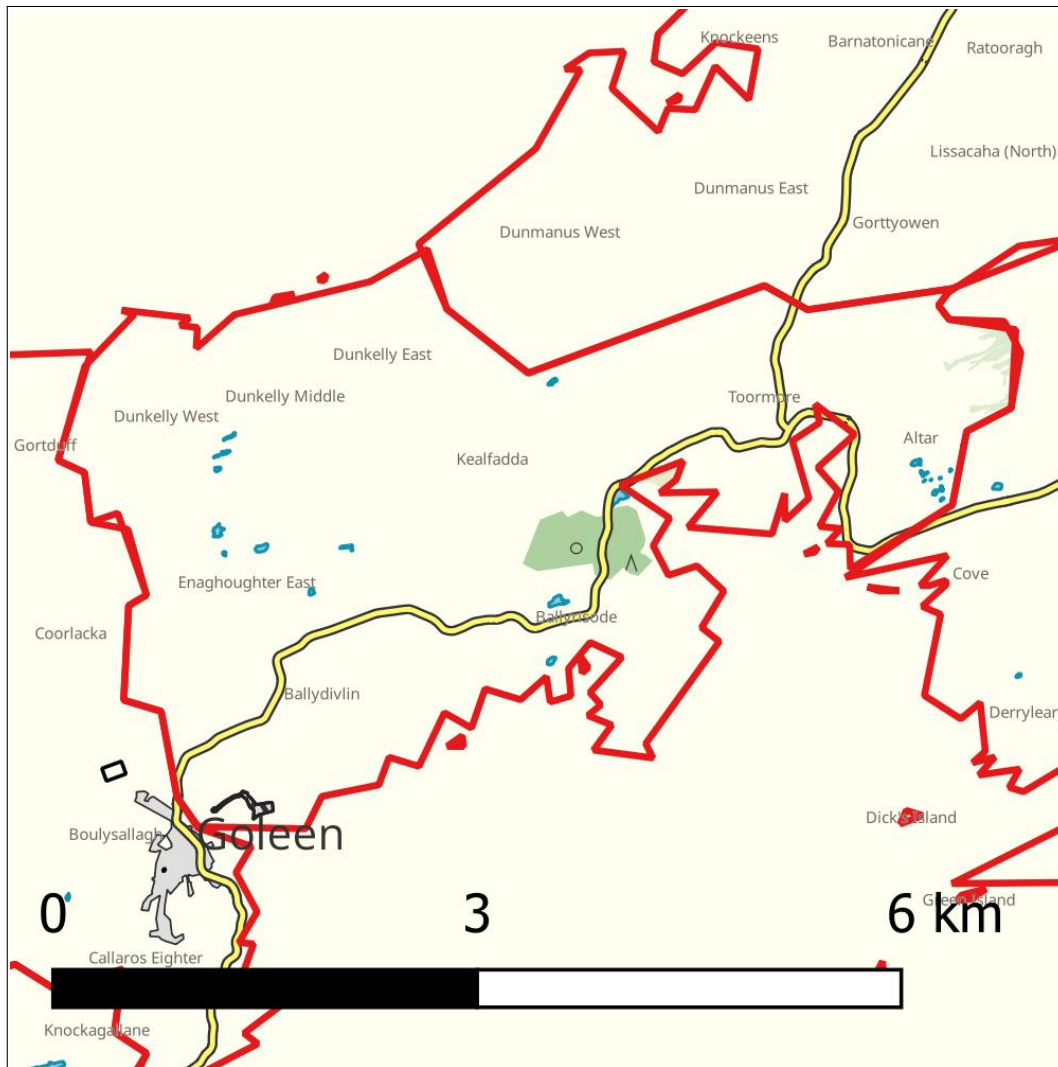 Knockeens
Barnatonicane
Ratooragh
Lissacaha (North)
Dunmanus East
Gorttyowen
Dunmanus West
Dunkelly East
Dunkelly Middle
Toormore
Dunkelly West
Altar
Gortduff
Kealfadda
Enaghoughter East
Cove
Ballyrisode
Coorlacka
Ballydivlin
Derrylear
Dick's Island
Boulysallagh
Goleen
Green Island
0 3 6 km
Callaros Eighter
Knockagallane